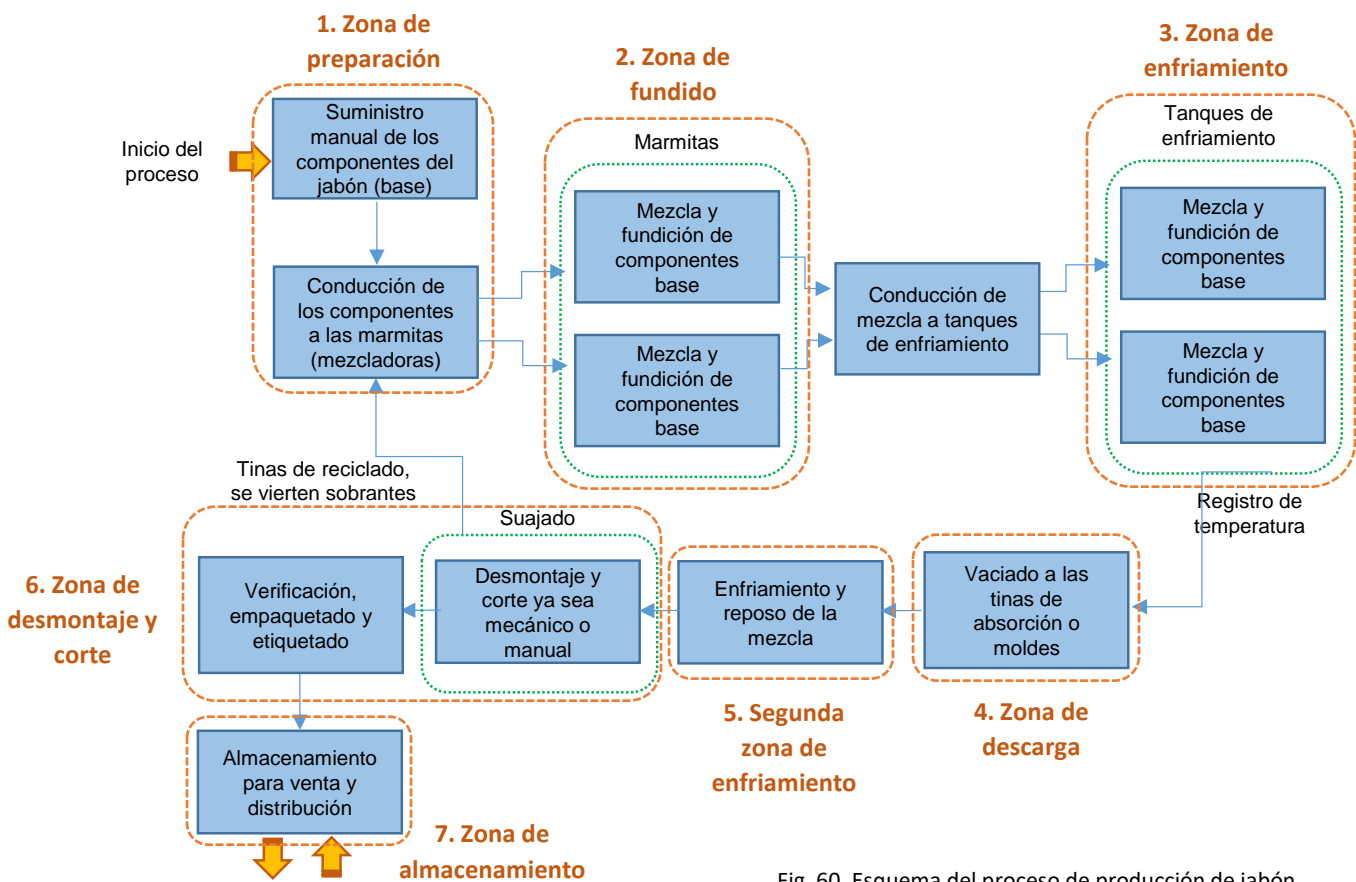 1. Zona de
preparación
Suministro
manual de los
componentes del
jabón (base)
Inicio del
proceso
Conducción de
los componentes
a las marmitas
(mezcladoras)
2. Zona de
fundido
Marmitas
Mezcla y
fundición de
componentes
base
Mezcla y
fundición de
componentes
base
Conducción de
mezcla a tanques
de enfriamiento
3. Zona de
enfriamiento
Tanques de
enfriamiento
Mezcla y
fundición de
componentes
base
Mezcla y
fundición de
componentes
base
Registro de
temperatura
Vaciado a las
tinas de
absorción o
moldes
4. Zona de
descarga
Enfriamiento y
reposo de la
mezcla
5. Segunda
zona de
enfriamiento
Tinas de reciclado,
se vierten sobrantes
Suajado
Desmontaje y
corte ya sea
mecánico o
manual
Verificación,
empaquetado y
etiquetado
6. Zona de
desmontaje y
corte
Almacenamiento
para venta y
distribución
7. Zona de
almacenamiento
Fig. 60. Esquema del proceso de producción de jabón